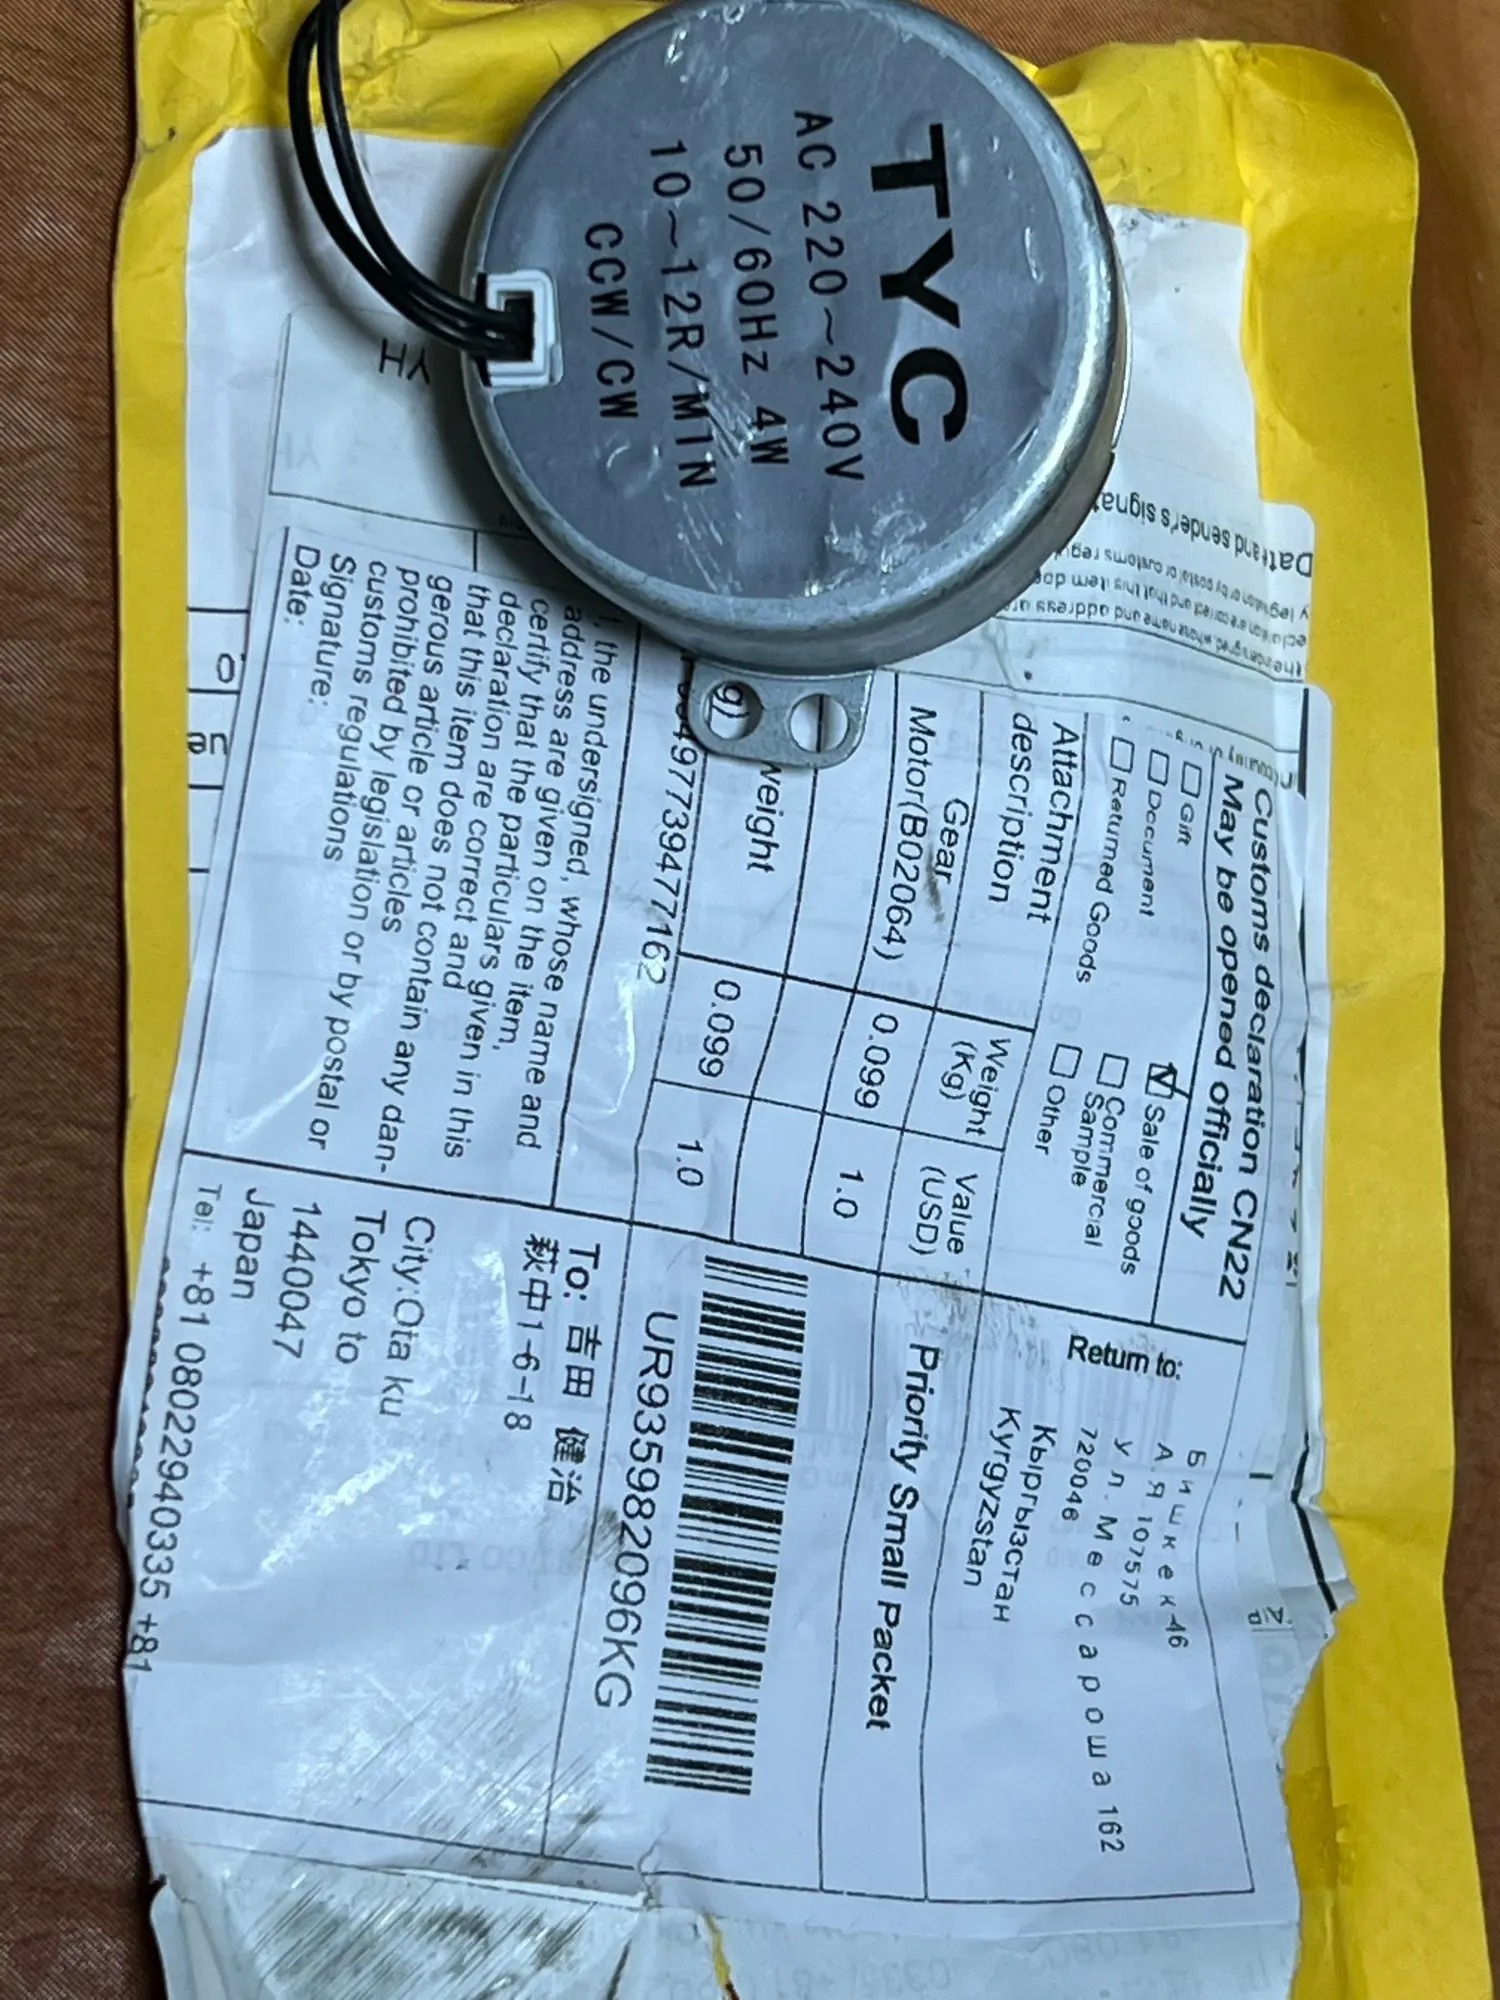 TYC
AC 220~240V
50/60Hz 4W
10~12R/MIN
CCW/CW
YH
Date and sender's
Customs declaration CN22
May be opened officially
Gift
Document
Returned Goods
Sale of goods
Commercial
Sample
Other
Attachment
description
Weight
(Kg)
Value
(USD)
Gear
Motor(B02064)
0.099
1.0
weight
g)
0.099
1.0
497739477162
I, the undersigned, whose name and
address are given on the item,
certify that the particulars given in this
declaration are correct and
that this item does not contain any dan-
gerous article or articles
prohibited by legislation or by postal or
customs regulations
Signature:
Date:
Return to:
Бишкек-46
А.Я.107575
ул.Мессароша 162
720046
Кыргызстан
Kyrgyzstan
Priority Small Packet
UR935982096KG
To: 吉田 健治
萩中1-6-18
City:Ota ku
Tokyo to
1440047
Japan
Tel: +81 08022940335 +81